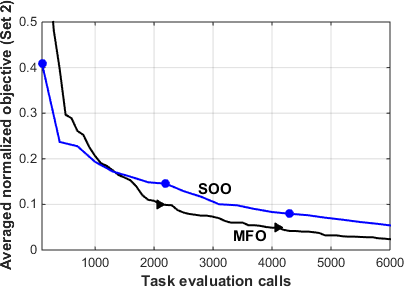 Averaged normalized objective (Set 2)
0.5
0.4
0.3
0.2
0.1
0
SOO
MFO
1000 2000 3000 4000 5000 6000
Task evaluation calls